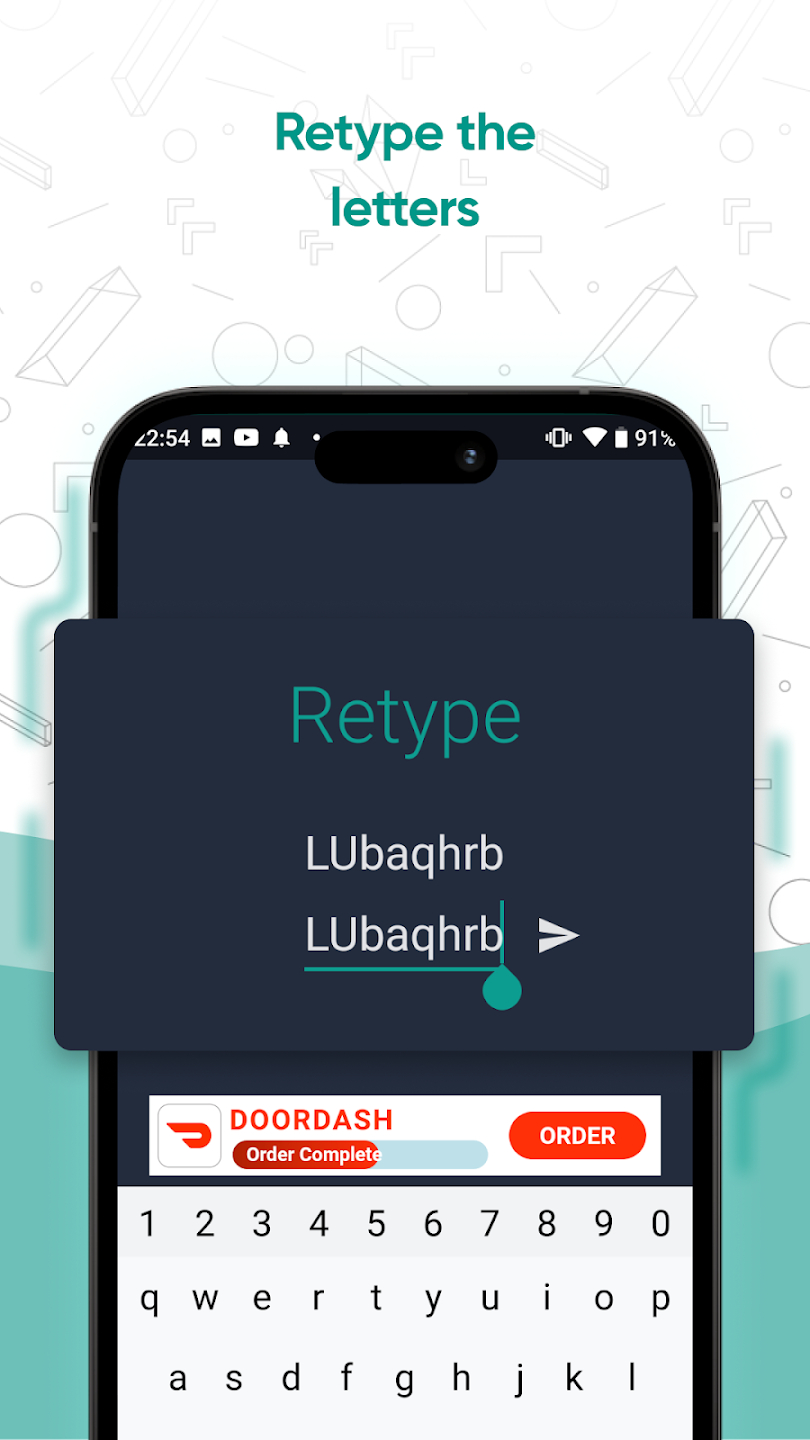 Retype the
letters
22:54 91%
Retype
LUbaqhrb
LUbaqhrb
DOORDASH
Order Complete
ORDER
1 2 3 4 5 6 7 8 9 0
q w e r t y u i o p
a s d f g h j k l